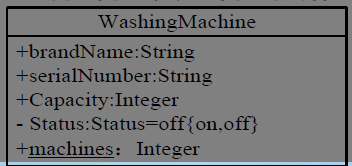 WashingMachine
+brandName:String
+serialNumber:String
+Capacity:Integer
- Status:Status=off{on,off}
+machines：Integer